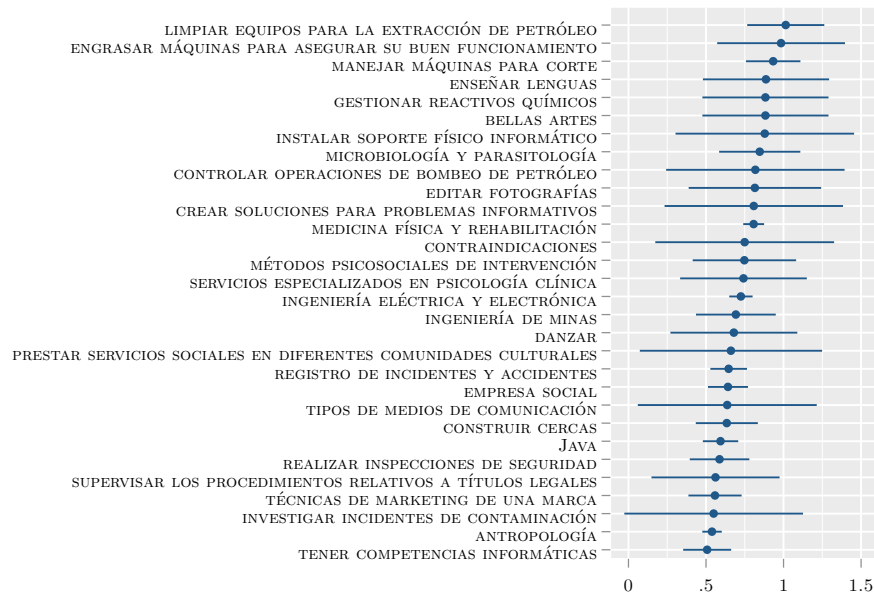 LIMPIAR EQUIPOS PARA LA EXTRACCIÓN DE PETRÓLEO
ENGRASAR MÁQUINAS PARA ASEGURAR SU BUEN FUNCIONAMIENTO
MANEJAR MÁQUINAS PARA CORTE
ENSEÑAR LENGUAS
GESTIONAR REACTIVOS QUÍMICOS
BELLAS ARTES
INSTALAR SOPORTE FÍSICO INFORMÁTICO
MICROBIOLOGÍA Y PARASITOLOGÍA
CONTROLAR OPERACIONES DE BOMBEO DE PETRÓLEO
EDITAR FOTOGRAFÍAS
CREAR SOLUCIONES PARA PROBLEMAS INFORMATIVOS
MEDICINA FÍSICA Y REHABILITACIÓN
CONTRAINDICACIONES
MÉTODOS PSICOSOCIALES DE INTERVENCIÓN
SERVICIOS ESPECIALIZADOS EN PSICOLOGÍA CLÍNICA
INGENIERÍA ELÉCTRICA Y ELECTRÓNICA
INGENIERÍA DE MINAS
DANZAR
PRESTAR SERVICIOS SOCIALES EN DIFERENTES COMUNIDADES CULTURALES
REGISTRO DE INCIDENTES Y ACCIDENTES
EMPRESA SOCIAL
TIPOS DE MEDIOS DE COMUNICACIÓN
CONSTRUIR CERCAS
JAVA
REALIZAR INSPECCIONES DE SEGURIDAD
SUPERVISAR LOS PROCEDIMIENTOS RELATIVOS A TÍTULOS LEGALES
TÉCNICAS DE MARKETING DE UNA MARCA
INVESTIGAR INCIDENTES DE CONTAMINACIÓN
ANTROPOLOGÍA
TENER COMPETENCIAS INFORMÁTICAS
0 .5 1 1.5